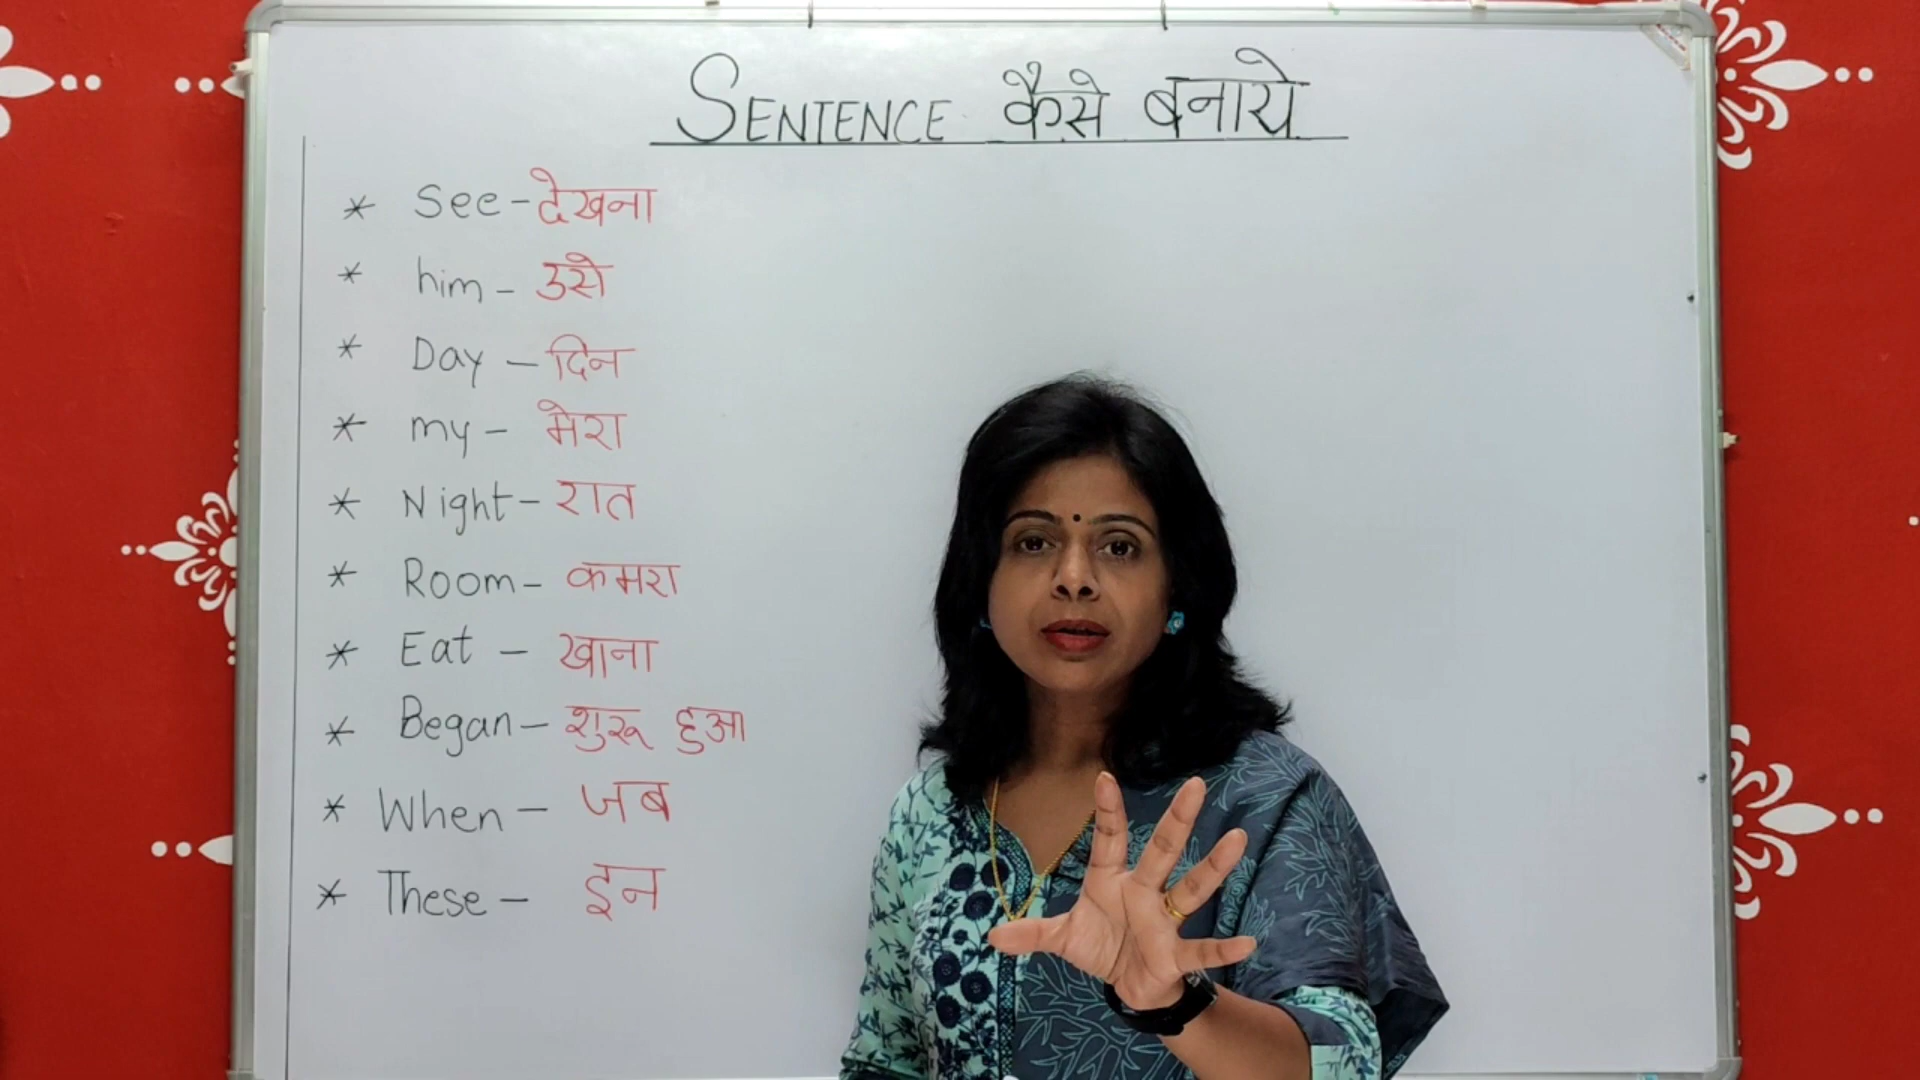 SENTENCE कैसे बनाये
* See - देखना
* him - उसे
* Day - दिन
* my - मेरा
* Night - रात
* Room - कमरा
* Eat - खाना
* Began - शुरू हुआ
* When - जब
* These - इन